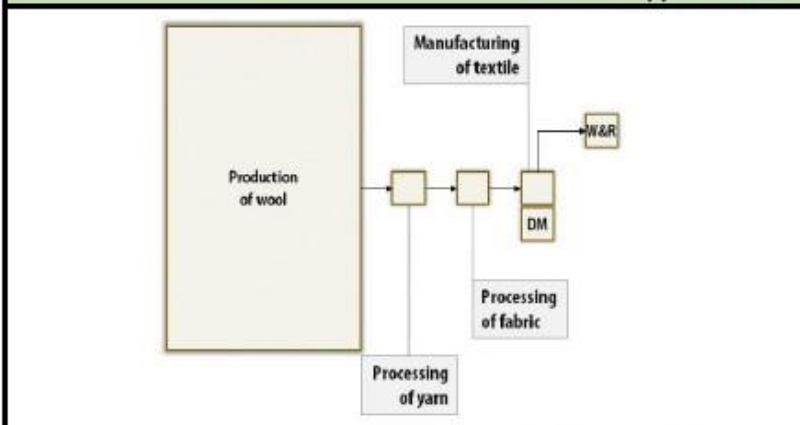 Manufacturing
of textile
W&R
Production
of wool
DM
Processing
of fabric
Processing
of yarn